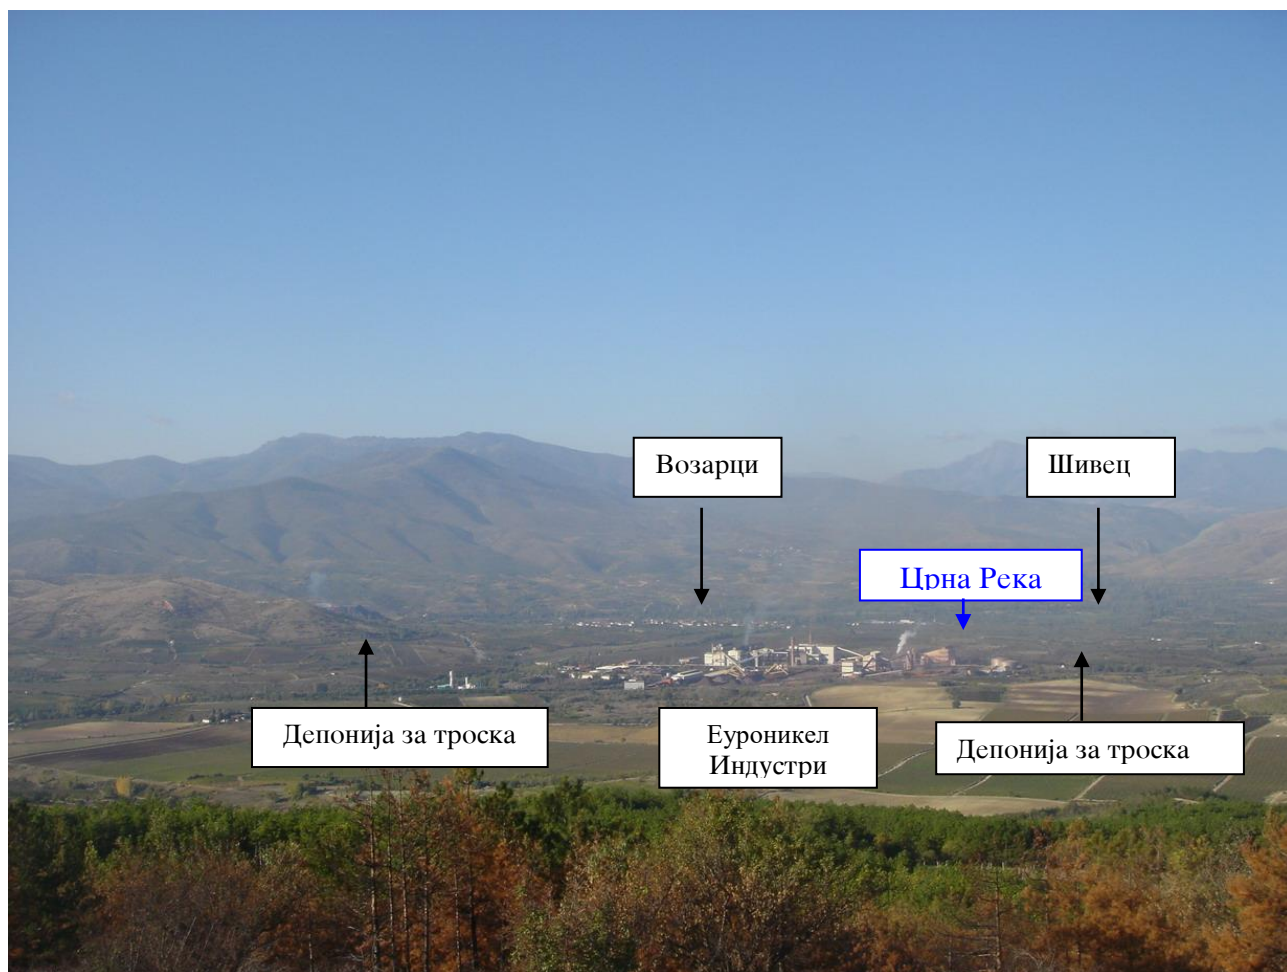 Возарци
Шивец
Црна Река
Депонија за троска
Еуроникел
Индустри
Депонија за троска